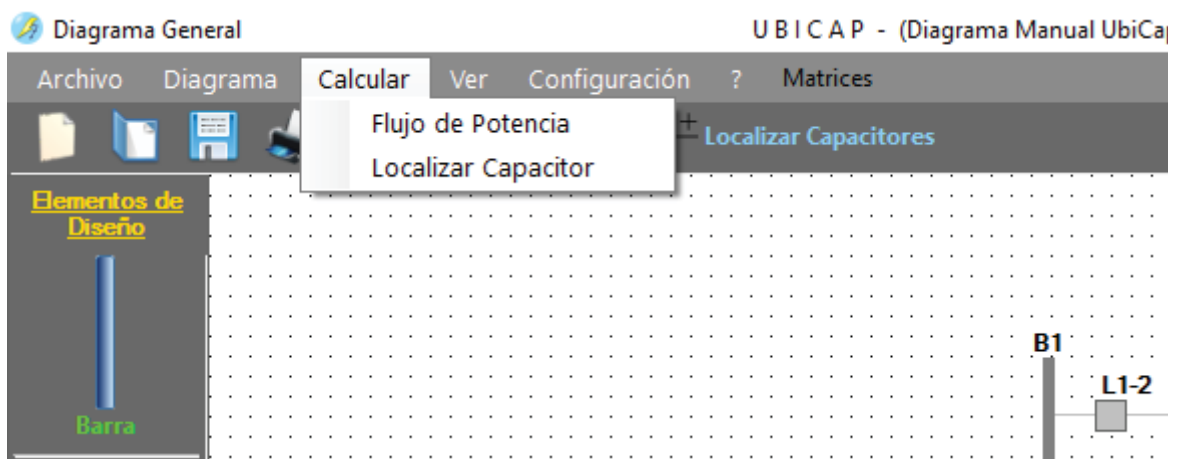 Diagrama General U B I C A P - (Diagrama Manual UbiCa
Archivo Diagrama Calcular Ver Configuración ? Matrices
Flujo de Potencia
Localizar Capacitores
Localizar Capacitor
Elementos de
Diseño
B1
L1-2
Barra